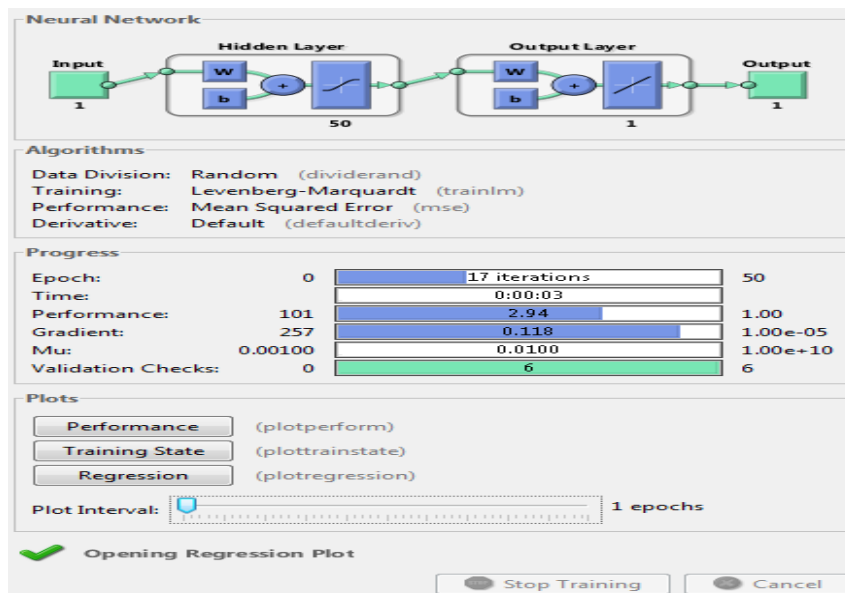 Neural Network
Hidden Layer
Output Layer
Input
W
b
+
W
b
+
Output
1
50
1
1
Algorithms
Data Division: Random (dividerand)
Training: Levenberg-Marquardt (trainlm)
Performance: Mean Squared Error (mse)
Derivative: Default (defaultderiv)
Progress
Epoch: 0 17 iterations 50
Time: 0:00:03
Performance: 101 2.94 1.00
Gradient: 257 0.118 1.00e-05
Mu: 0.00100 0.0100 1.00e+10
Validation Checks: 0 6 6
Plots
Performance (plotperform)
Training State (plottrainstate)
Regression (plotregression)
Plot Interval: 1 epochs
Opening Regression Plot
Stop Training Cancel